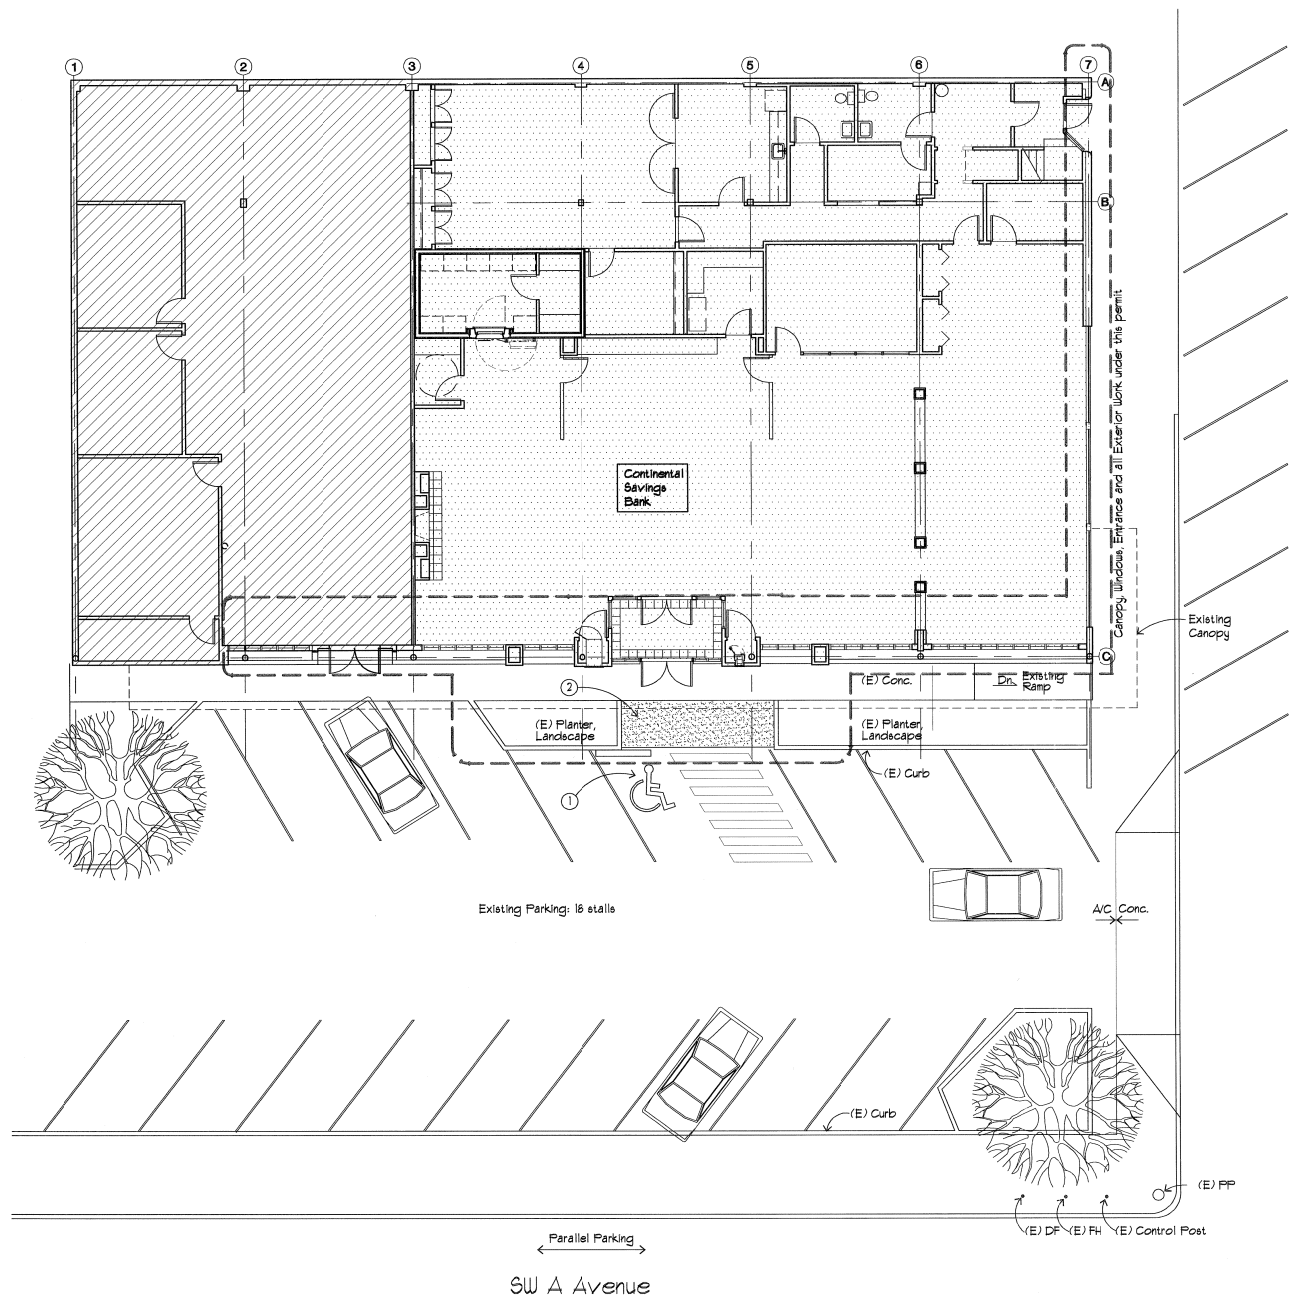 1 2 3 4 5 6 7
A
B
Canopy, Windows, Entrance and all Exterior Work under this permit
Continental
Savings
Bank
Existing
Canopy
C
2
(E) Conc.
Dn. Existing
Ramp
(E) Planter,
Landscape
(E) Planter,
Landscape
(E) Curb
1
Existing Parking: 18 stalls
A/C Conc.
(E) Curb
(E) PP
(E) DF (E) FH (E) Control Post
Parallel Parking
SW A Avenue